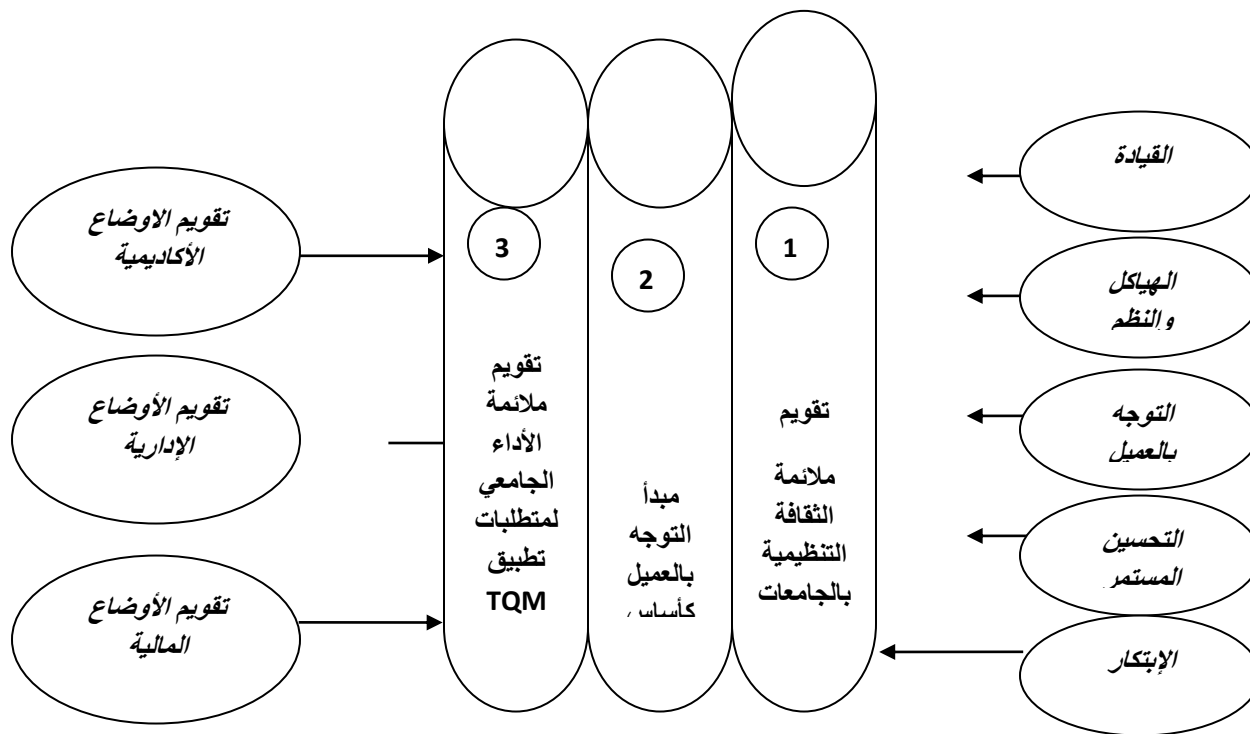 القيادة
الهياكل
والنظم
التوجه
بالعميل
التحسين
المستمر
الإبتكار
1
تقويم
ملائمة
الثقافة
التنظيمية
بالجامعات
2
مبدأ
التوجه
بالعميل
كأساس
3
تقويم
ملائمة
الأداء
الجامعي
لمتطلبات
تطبيق
TQM
تقويم الاوضاع
الأكاديمية
تقويم الأوضاع
الإدارية
تقويم الأوضاع
المالية